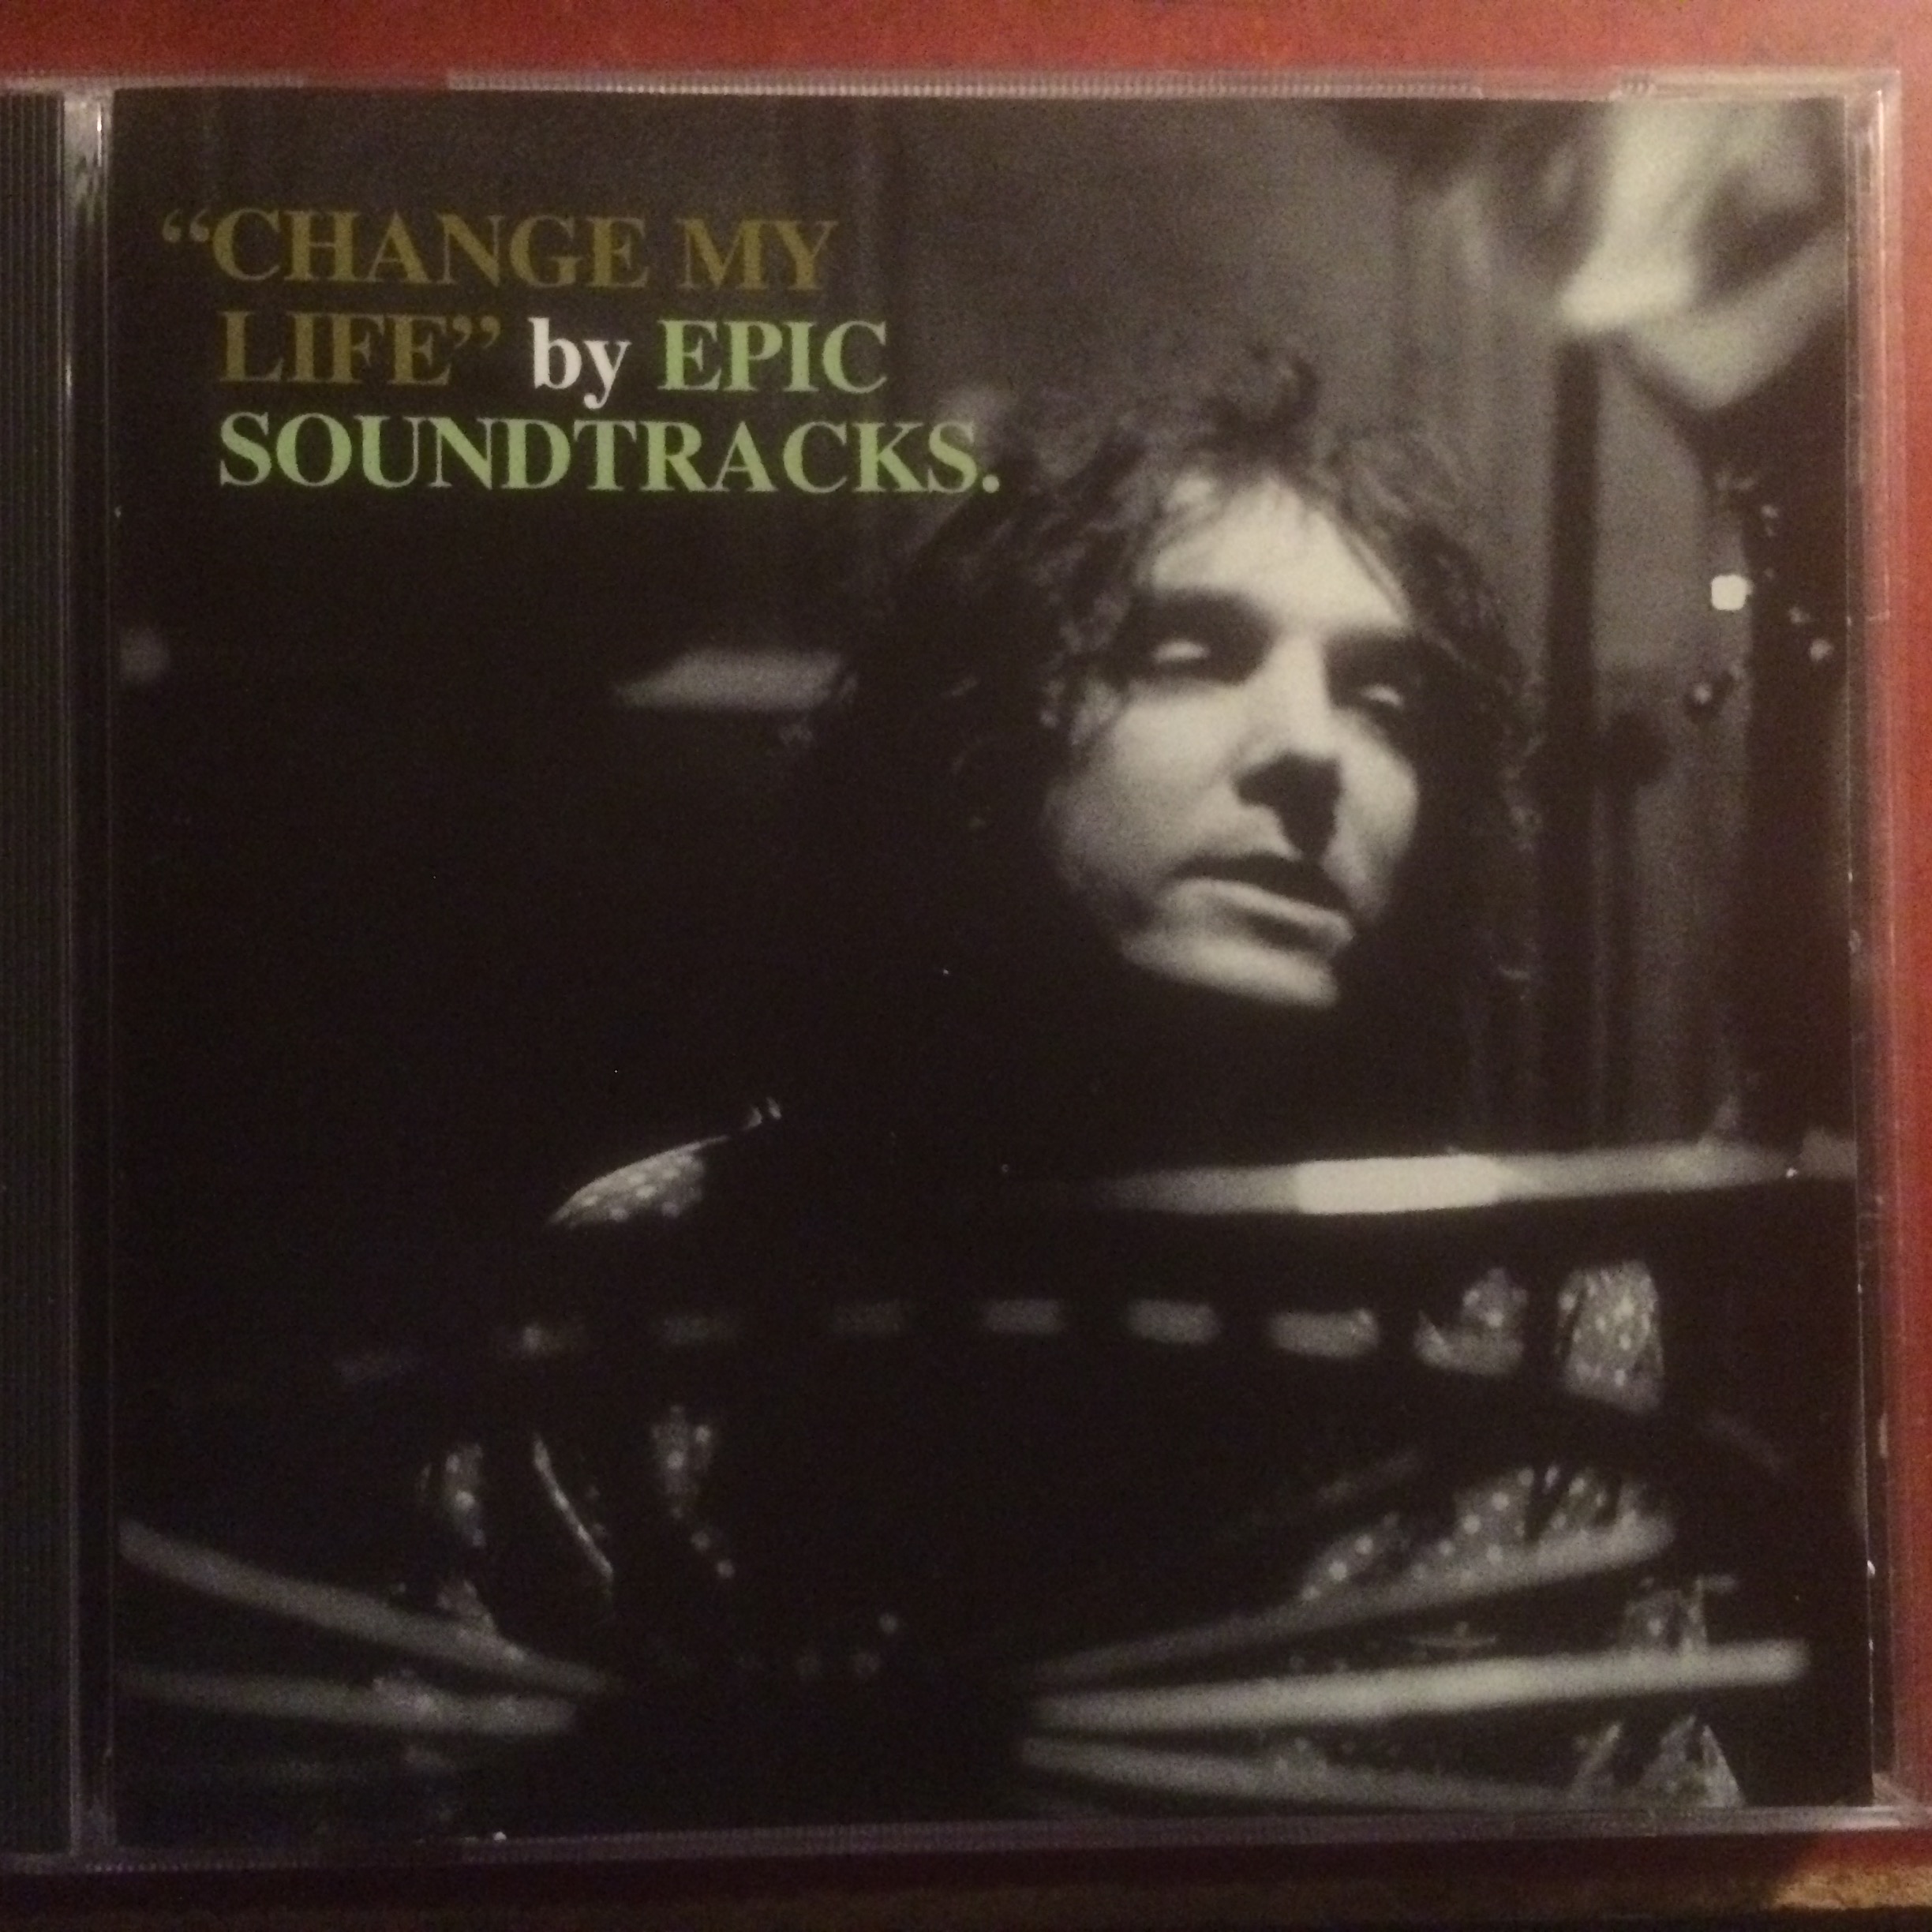 “CHANGE MY
LIFE” by EPIC
SOUNDTRACKS.